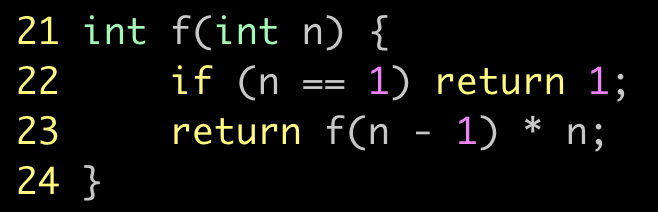 21 int f(int n) {
22     if (n == 1) return 1;
23     return f(n - 1) * n;
24 }